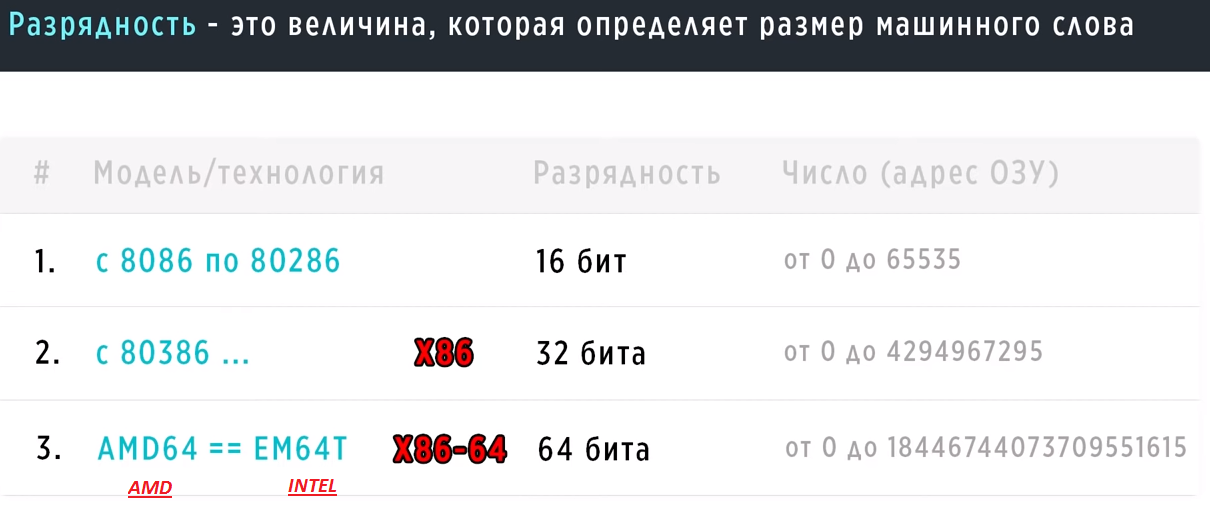 Разрядность - это величина, которая определяет размер машинного слова
# Модель/технология Разрядность Число (адрес ОЗУ)
1. с 8086 по 80286 16 бит от 0 до 65535
2. с 80386 ... X86 32 бита от 0 до 4294967295
3. AMD64 == EM64T X86-64 64 бита от 0 до 18446744073709551615
AMD INTEL